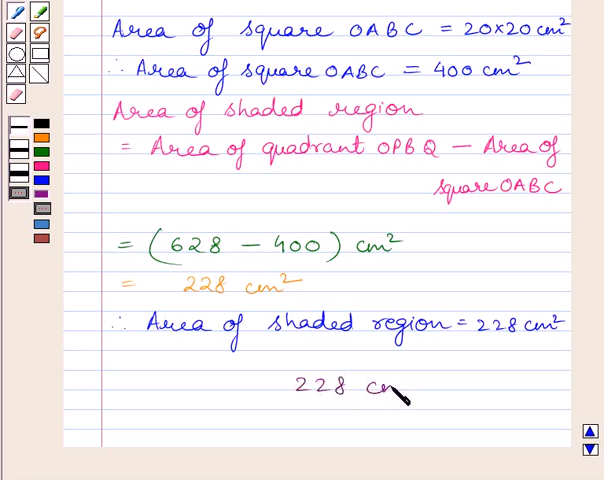 Area of square OABC = 20×20 cm²
∴ Area of square OABC = 400 cm²
Area of shaded region
= Area of quadrant OPBQ - Area of
square OABC
= (628 - 400) cm²
= 228 cm²
∴ Area of shaded region = 228 cm²
228 cm